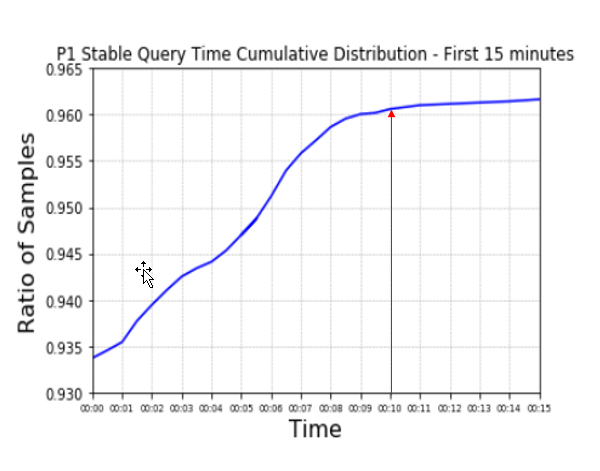 P1 Stable Query Time Cumulative Distribution - First 15 minutes
0.965
0.960
0.955
0.950
0.945
0.940
0.935
0.930
Ratio of Samples
00:00 00:01 00:02 00:03 00:04 00:05 00:06 00:07 00:08 00:09 00:10 00:11 00:12 00:13 00:14 00:15
Time